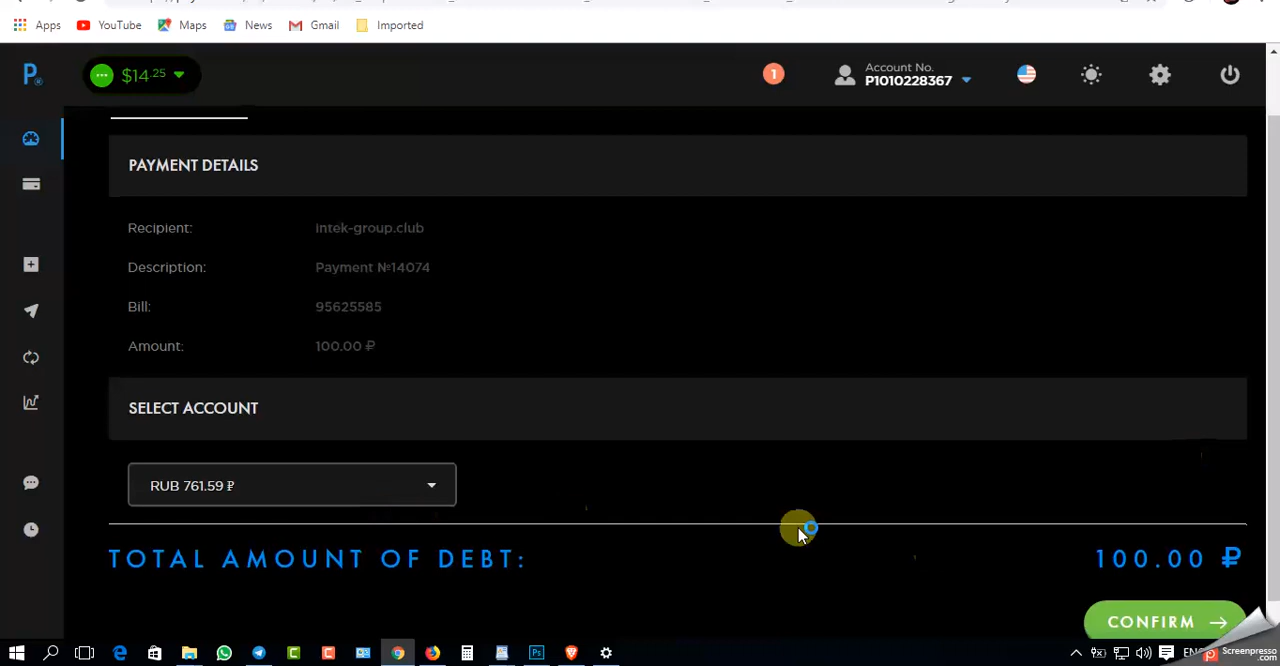 Apps YouTube Maps News Gmail Imported
P $14.25 1 Account No.
P1010228367
PAYMENT DETAILS
Recipient: intek-group.club
Description: Payment №14074
Bill: 95625585
Amount: 100.00 ₽
SELECT ACCOUNT
RUB 761.59 ₽
TOTAL AMOUNT OF DEBT: 100.00 ₽
CONFIRM →
Screenpresso
.com